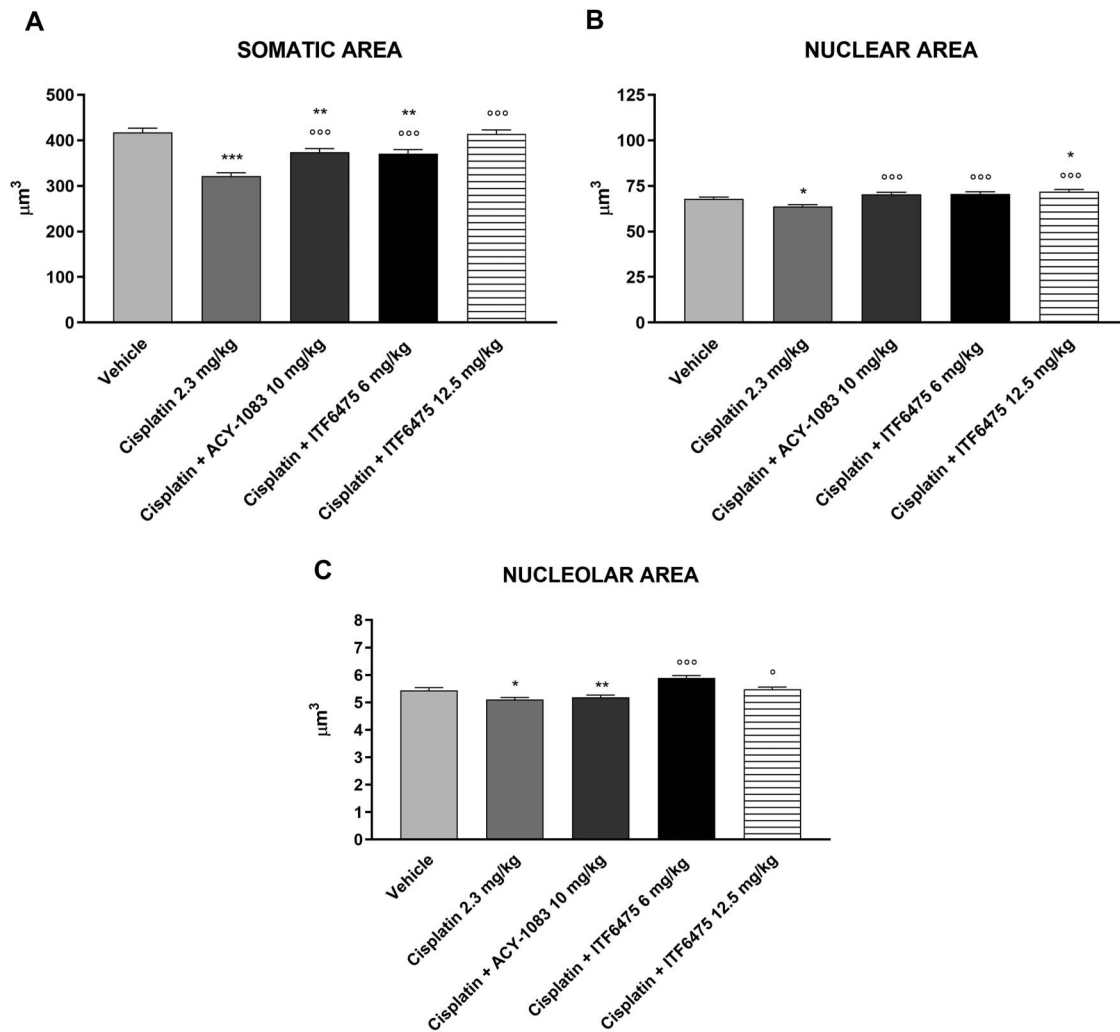 A
SOMATIC AREA
μm³
500
400
300
200
100
0
***
**
°°°
**
°°°
°°°
Vehicle
Cisplatin 2.3 mg/kg
Cisplatin + ACY-1083 10 mg/kg
Cisplatin + ITF6475 6 mg/kg
Cisplatin + ITF6475 12.5 mg/kg
B
NUCLEAR AREA
μm³
125
100
75
50
25
0
*
°°°
°°°
*
°°°
Vehicle
Cisplatin 2.3 mg/kg
Cisplatin + ACY-1083 10 mg/kg
Cisplatin + ITF6475 6 mg/kg
Cisplatin + ITF6475 12.5 mg/kg
C
NUCLEOLAR AREA
μm³
8
7
6
5
4
3
2
1
0
*
**
°°°
°
Vehicle
Cisplatin 2.3 mg/kg
Cisplatin + ACY-1083 10 mg/kg
Cisplatin + ITF6475 6 mg/kg
Cisplatin + ITF6475 12.5 mg/kg